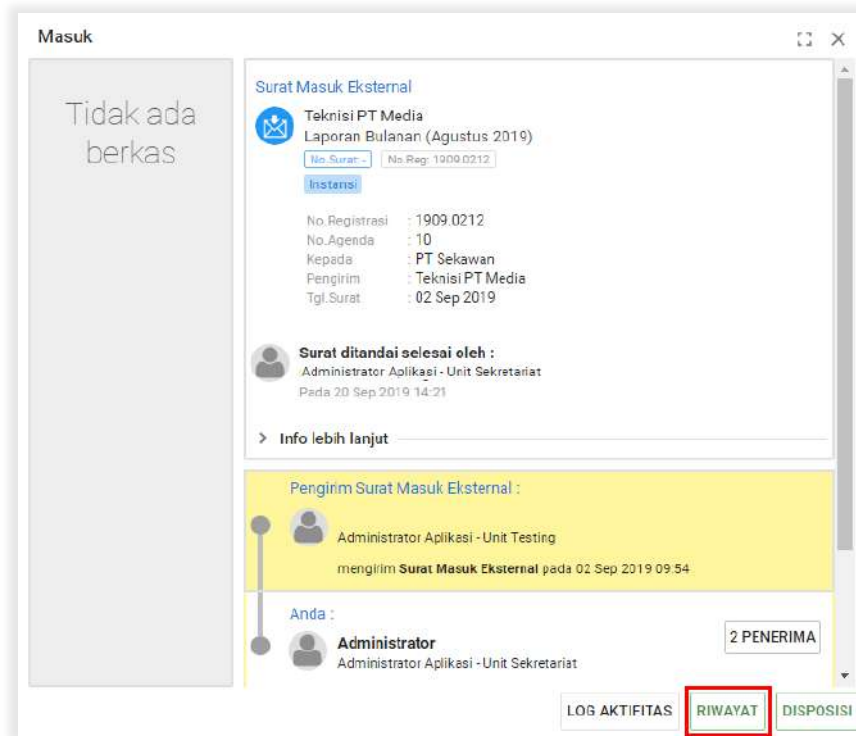 Masuk
Tidak ada
berkas
Surat Masuk Eksternal
Teknisi PT Media
Laporan Bulanan (Agustus 2019)
No.Surat: - No.Reg: 1909.0212
Instansi
No.Registrasi : 1909.0212
No.Agenda : 10
Kepada : PT Sekawan
Pengirim : Teknisi PT Media
Tgl.Surat : 02 Sep 2019
Surat ditandai selesai oleh :
Administrator Aplikasi - Unit Sekretariat
Pada 20 Sep 2019 14:21
Info lebih lanjut
Pengirim Surat Masuk Eksternal :
Administrator Aplikasi - Unit Testing
mengirim Surat Masuk Eksternal pada 02 Sep 2019 09:54
Anda :
Administrator
Administrator Aplikasi - Unit Sekretariat
2 PENERIMA
LOG AKTIFITAS RIWAYAT DISPOSISI